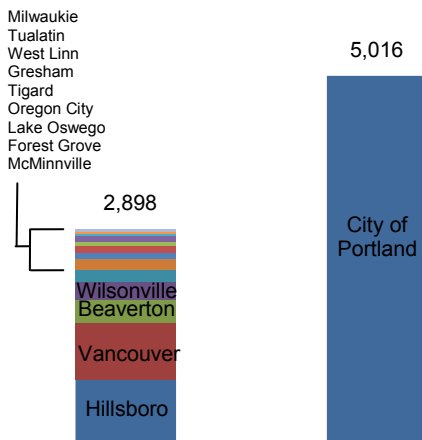 Milwaukie
Tualatin
West Linn
Gresham
Tigard
Oregon City
Lake Oswego
Forest Grove
McMinnville
2,898
5,016
Wilsonville
Beaverton
Vancouver
Hillsboro
City of
Portland